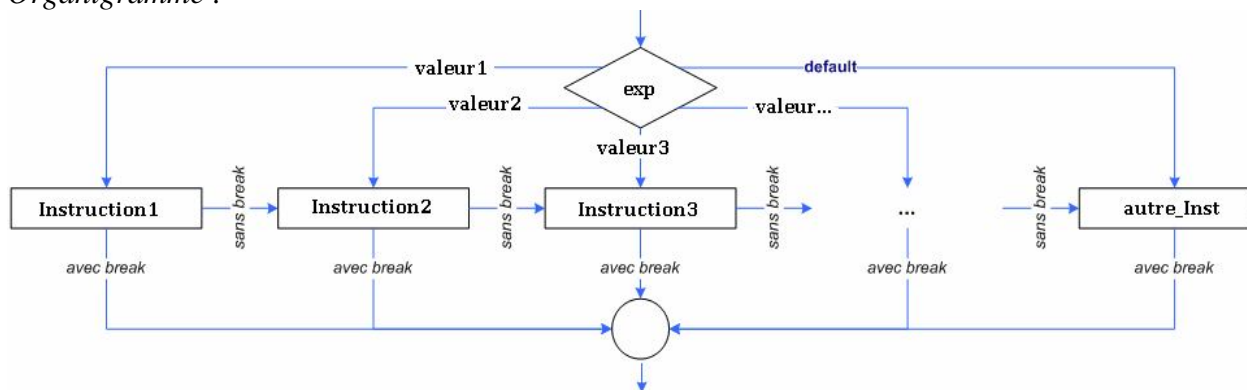 Organigramme :
valeur1
default
exp
valeur2
valeur...
valeur3
Instruction1
sans break
Instruction2
sans break
Instruction3
sans break
...
sans break
autre_Inst
avec break
avec break
avec break
avec break
avec break